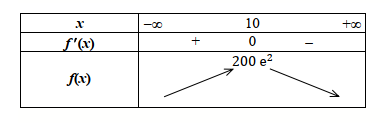 x −∞ 10 +∞
f′(x) + 0 −
200 e²
f(x)